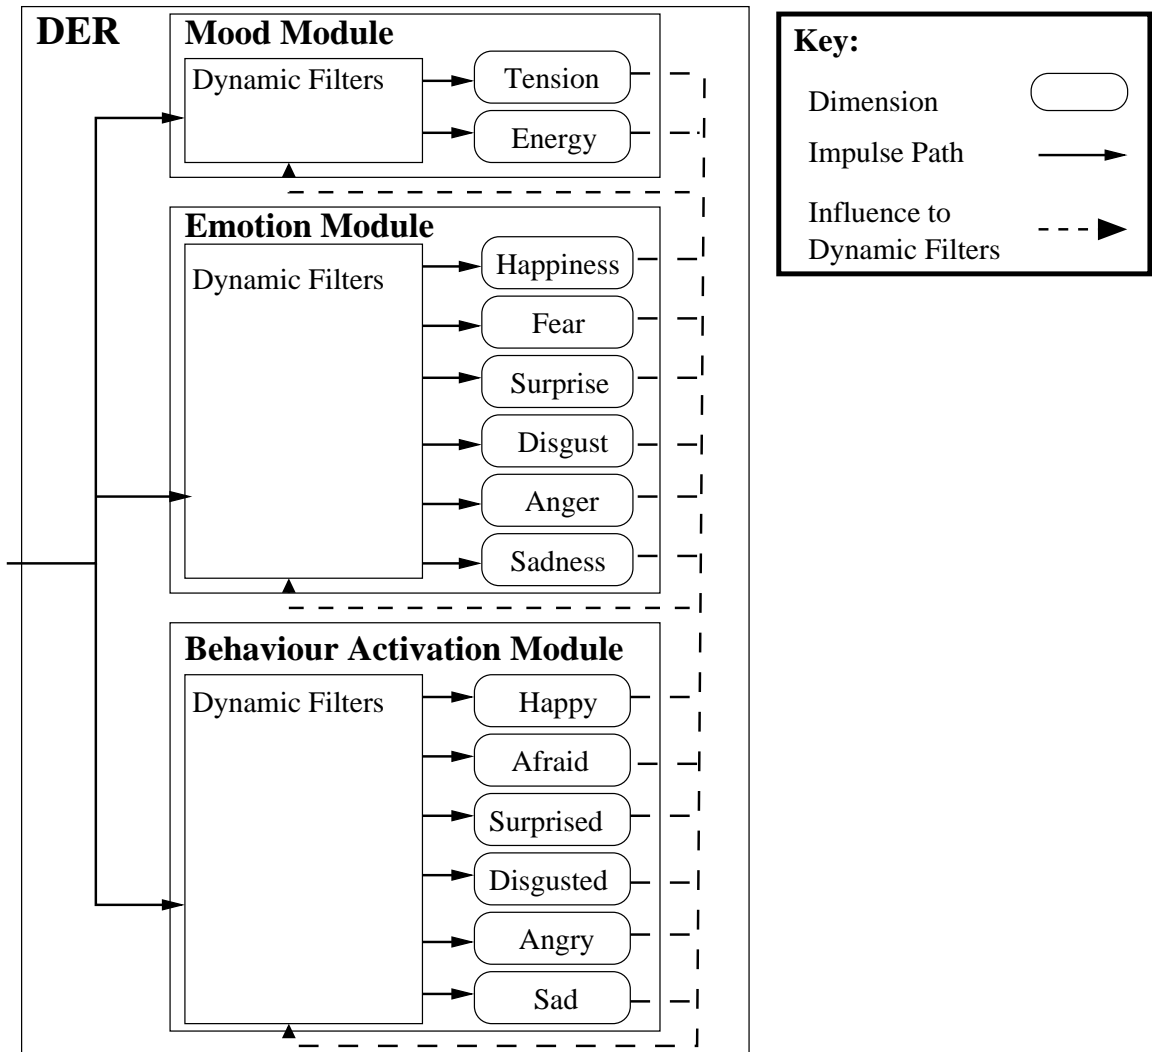 DER
Mood Module
Dynamic Filters
Tension
Energy
Emotion Module
Dynamic Filters
Happiness
Fear
Surprise
Disgust
Anger
Sadness
Behaviour Activation Module
Dynamic Filters
Happy
Afraid
Surprised
Disgusted
Angry
Sad
Key:
Dimension
Impulse Path
Influence to
Dynamic Filters